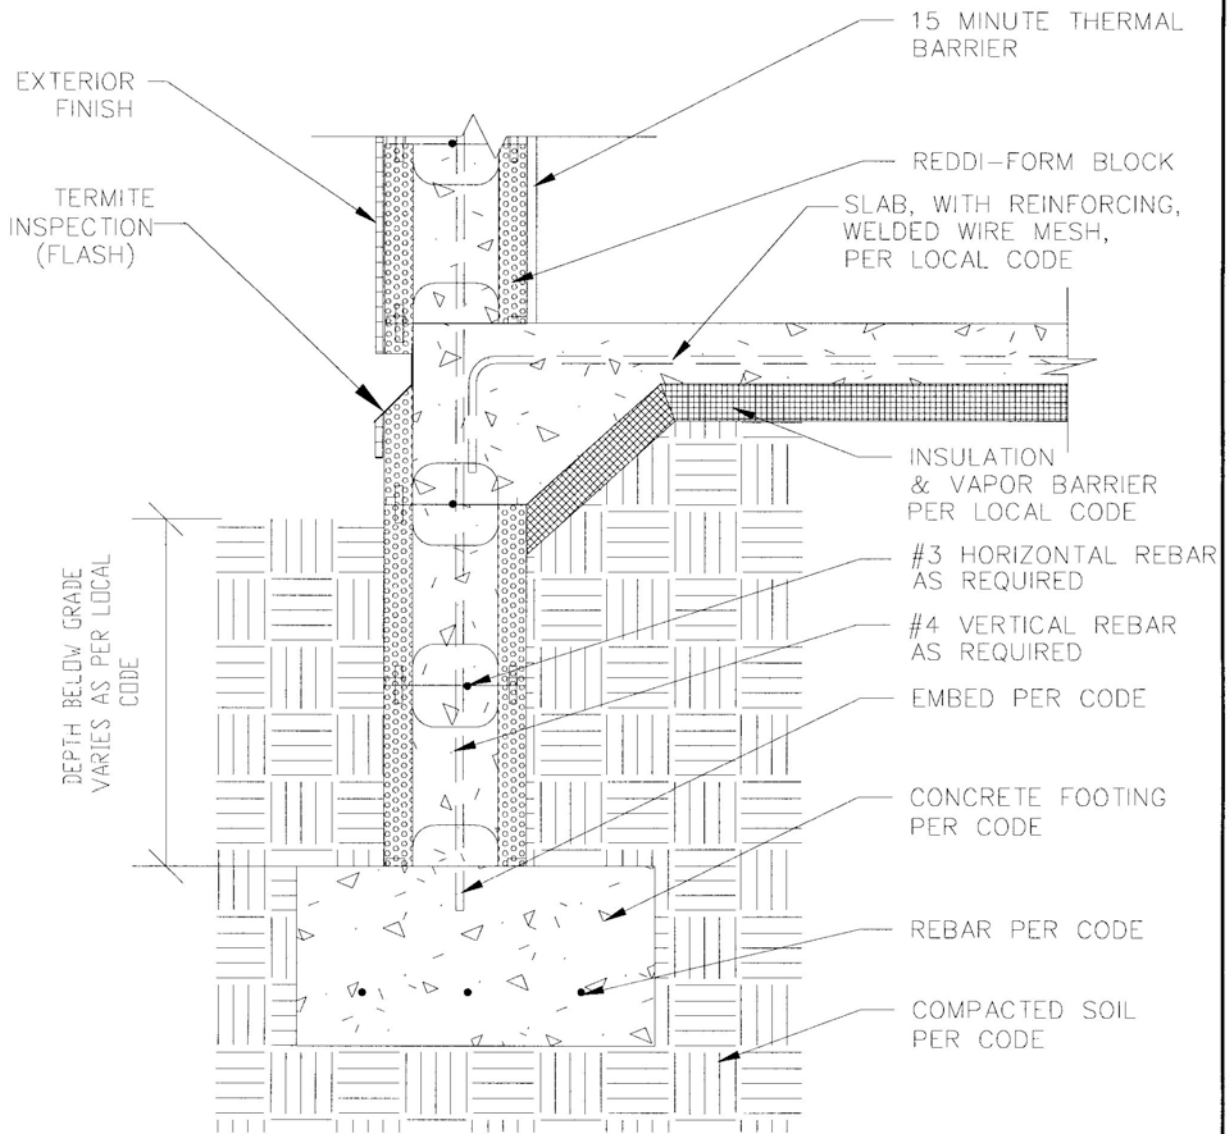 15 MINUTE THERMAL
BARRIER
EXTERIOR
FINISH
REDDI-FORM BLOCK
TERMITE
INSPECTION
(FLASH)
SLAB, WITH REINFORCING,
WELDED WIRE MESH,
PER LOCAL CODE
INSULATION
& VAPOR BARRIER
PER LOCAL CODE
#3 HORIZONTAL REBAR
AS REQUIRED
#4 VERTICAL REBAR
AS REQUIRED
DEPTH BELOW GRADE
VARIES AS PER LOCAL
CODE
EMBED PER CODE
CONCRETE FOOTING
PER CODE
REBAR PER CODE
COMPACTED SOIL
PER CODE